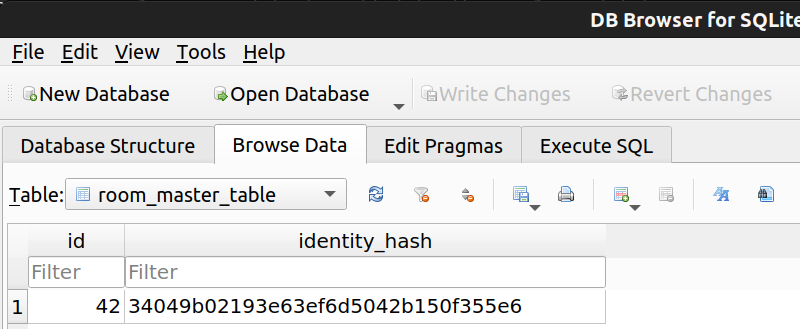 DB Browser for SQLite
File Edit View Tools Help
New Database Open Database Write Changes Revert Changes
Database Structure Browse Data Edit Pragmas Execute SQL
Table: room_master_table
id identity_hash
Filter Filter
1 42 34049b02193e63ef6d5042b150f355e6